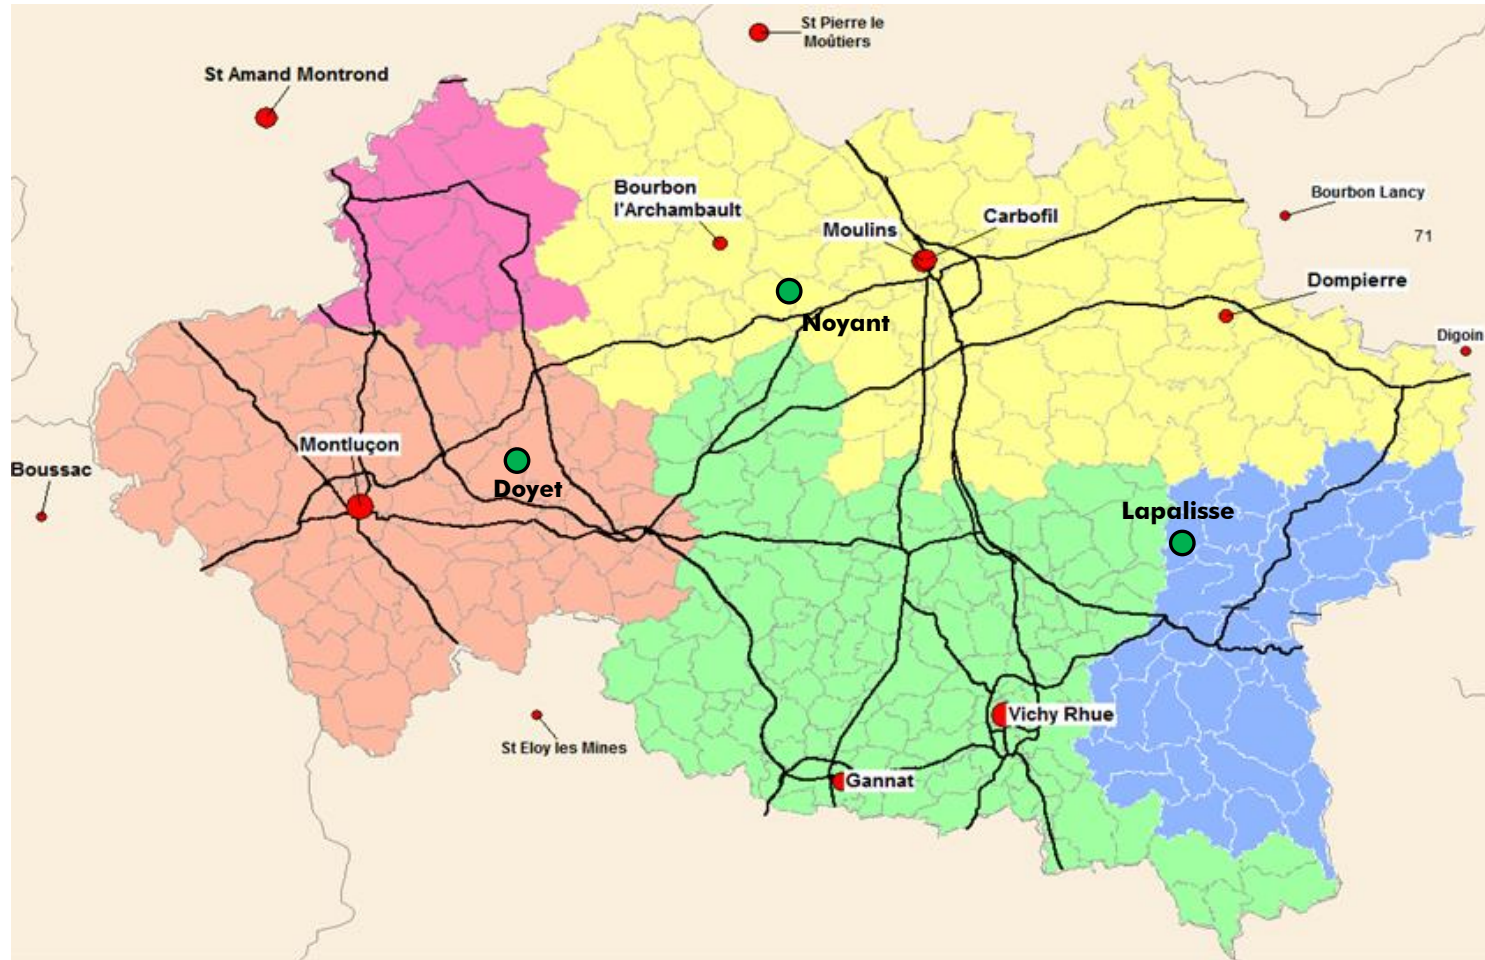 St Pierre le
Moûtiers
St Amand Montrond
Bourbon
l'Archambault
Bourbon Lancy
Carbofil
Moulins
71
Dompierre
Noyant
Digoin
Montluçon
Boussac
Doyet
Lapalisse
Vichy Rhue
St Eloy les Mines
Gannat